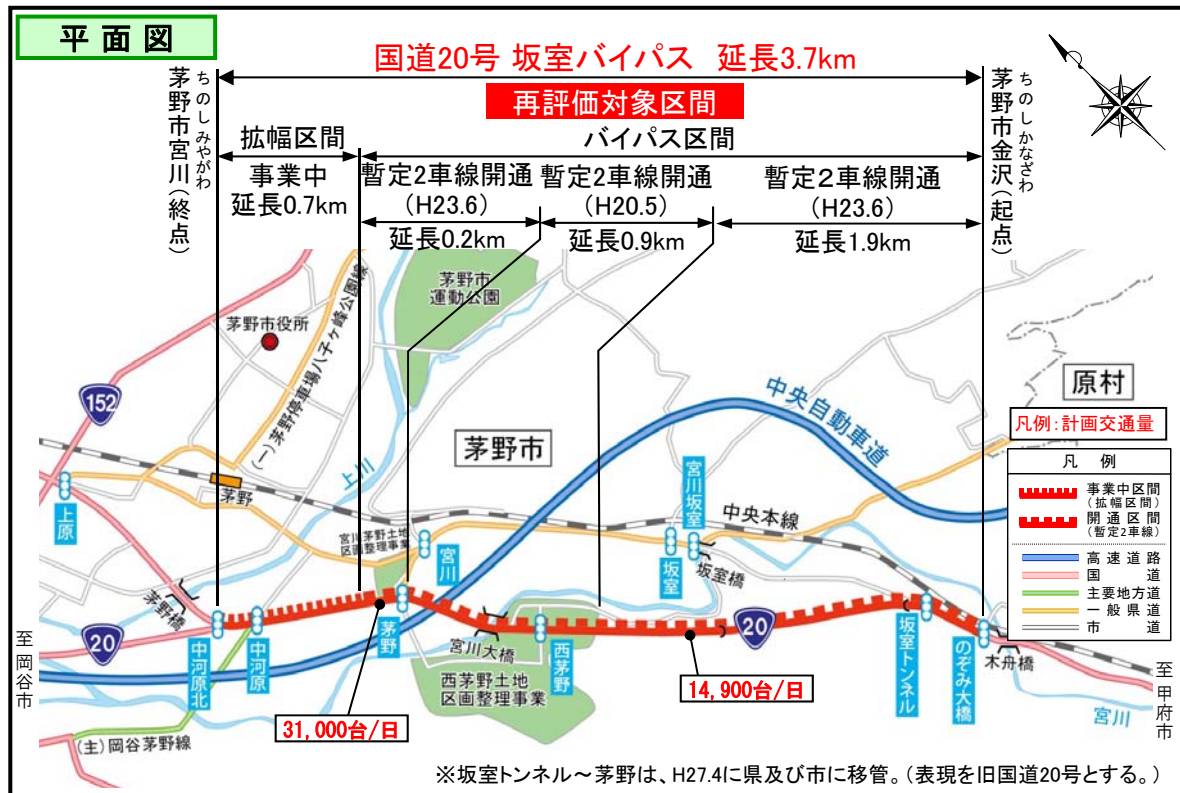 平面図
国道20号 坂室バイパス 延長3.7km
再評価対象区間
茅野市宮川(終点)
ちのしみやがわ
茅野市金沢(起点)
ちのしかなざわ
拡幅区間
バイパス区間
事業中
延長0.7km
暫定2車線開通
(H23.6)
延長0.2km
暫定2車線開通
(H20.5)
延長0.9km
暫定2車線開通
(H23.6)
延長1.9km
茅野市
運動公園
茅野市役所
(一)茅野停車場八子ヶ峰公園線
152
上川
茅野市
中央自動車道
原村
凡例:計画交通量
凡例
事業中区間
(拡幅区間)
開通区間
(暫定2車線)
高速道路
国道
主要地方道
一般県道
市道
上原
茅野
宮川茅野土地
区画整理事業
宮川
宮川坂室
坂室
坂室橋
中央本線
茅野橋
20
中河原北
中河原
茅野
宮川大橋
西茅野
西茅野土地
区画整理事業
20
坂室トンネル
のぞみ大橋
木舟橋
宮川
至岡谷市
至甲府市
(主)岡谷茅野線
31,000台/日
14,900台/日
※坂室トンネル~茅野は、H27.4に県及び市に移管。(表現を旧国道20号とする。)